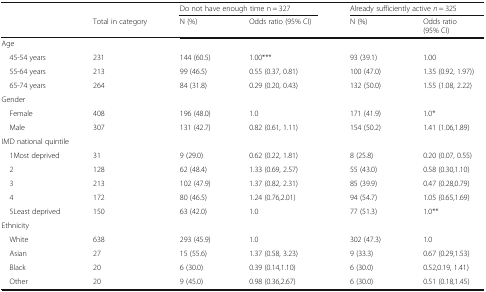 Do not have enough time n = 327 Already sufficiently active n = 325
Total in category N (%) Odds ratio (95% CI) N (%) Odds ratio (95% CI)
Age
45-54 years 231 144 (60.5) 1.00*** 93 (39.1) 1.00
55-64 years 213 99 (46.5) 0.55 (0.37, 0.81) 100 (47.0) 1.35 (0.92, 1.97))
65-74 years 264 84 (31.8) 0.29 (0.20, 0.43) 132 (50.0) 1.55 (1.08, 2.22)
Gender
Female 408 196 (48.0) 1.0 171 (41.9) 1.0*
Male 307 131 (42.7) 0.82 (0.61, 1.11) 154 (50.2) 1.41 (1.06,1.89)
IMD national quintile
1Most deprived 31 9 (29.0) 0.62 (0.22, 1.81) 8 (25.8) 0.20 (0.07, 0.55)
2 128 62 (48.4) 1.33 (0.69, 2.57) 55 (43.0) 0.58 (0.30,1.10)
3 213 102 (47.9) 1.37 (0.82, 2.31) 85 (39.9) 0.47 (0.28,0.79)
4 172 80 (46.5) 1.24 (0.76,2.01) 94 (54.7) 1.05 (0.65,1.69)
5Least deprived 150 63 (42.0) 1.0 77 (51.3) 1.0**
Ethnicity
White 638 293 (45.9) 1.0 302 (47.3) 1.0
Asian 27 15 (55.6) 1.37 (0.58, 3.23) 9 (33.3) 0.67 (0.29,1.53)
Black 20 6 (30.0) 0.39 (0.14,1.10) 6 (30.0) 0.52,0.19, 1.41)
Other 20 9 (45.0) 0.98 (0.36,2.67) 6 (30.0) 0.51 (0.18,1.45)